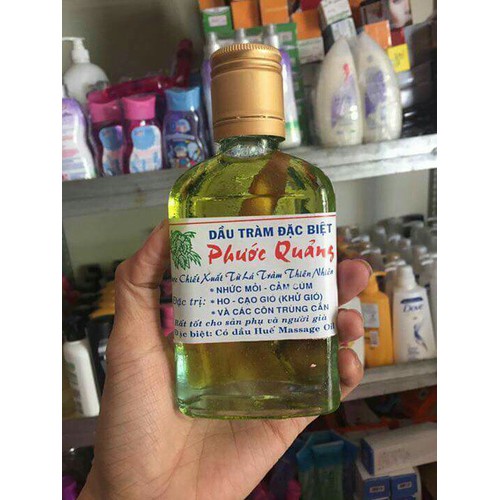 DẦU TRÀM ĐẶC BIỆT
Phước Quảng
Chiết Xuất Từ Lá Tràm Thiên Nhiên
* NHỨC MỎI - CẢM CÚM
Đặc trị: * HO - CẠO GIÓ (KHỬ GIÓ)
* VÀ CÁC CÔN TRÙNG CẮN
Rất tốt cho sản phụ và người già
Đặc biệt: Có dầu Huế Massage Oil
Dove